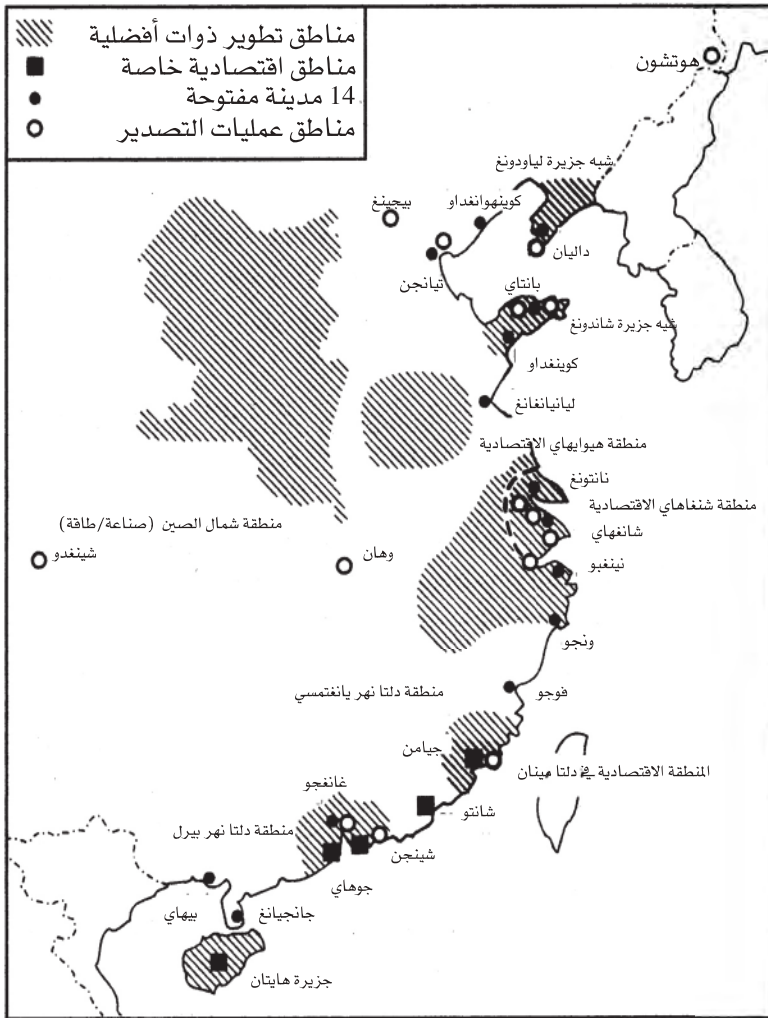 مناطق تطوير ذوات أفضلية
مناطق اقتصادية خاصة
14 مدينة مفتوحة
مناطق عمليات التصدير
هوتشون
شبه جزيرة لياودونغ
كوينهوانغداو
بيجينغ
داليان
تيانجن
بانتاي
شبه جزيرة شاندونغ
كوينغداو
ليانيانغانغ
منطقة هيوايهاي الاقتصادية
نانتونغ
منطقة شنغاهاي الاقتصادية
شانغهاي
منطقة شمال الصين (صناعة/طاقة)
شينغدو
وهان
نينغبو
ونجو
منطقة دلتا نهر يانغتمسي
فوجو
جيامن
المنطقة الاقتصادية في دلتا مينان
غانغجو
شانتو
منطقة دلتا نهر بيرل
شينجن
جوهاي
جانجيانغ
بيهاي
جزيرة هايتان